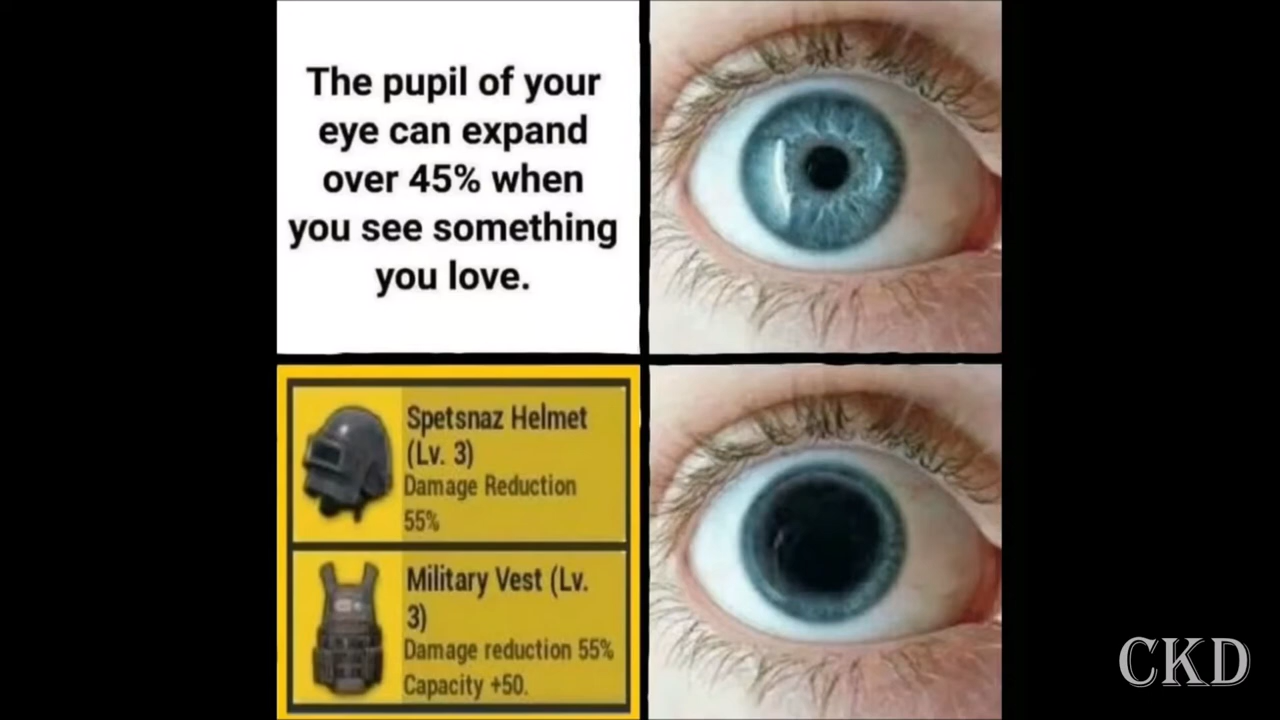 The pupil of your
eye can expand
over 45% when
you see something
you love.
Spetsnaz Helmet
(Lv. 3)
Damage Reduction
55%
Military Vest (Lv.
3)
Damage reduction 55%
Capacity +50.
CKD